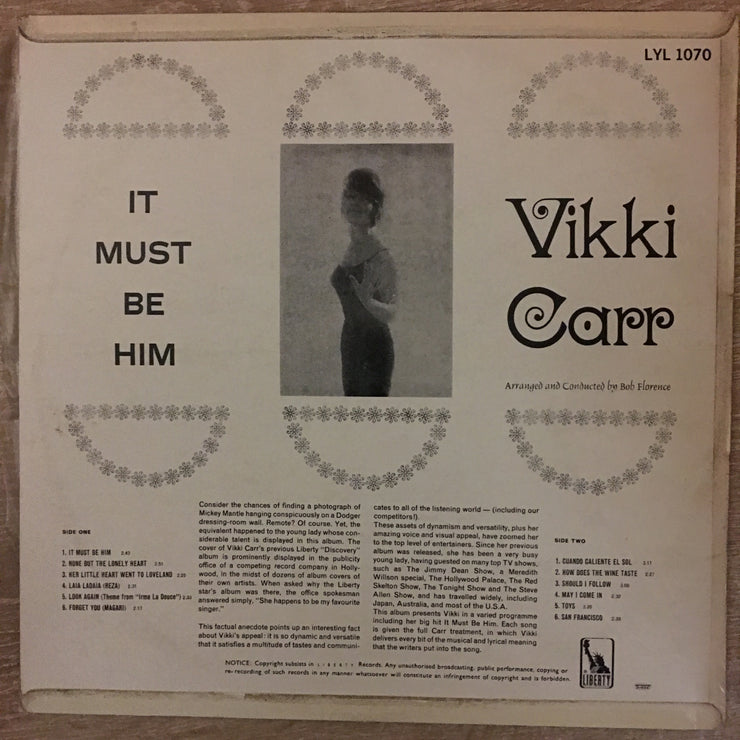 LYL 1070
IT
MUST
BE
HIM
Vikki
Carr
Arranged and Conducted by Bob Florence
SIDE ONE
1. IT MUST BE HIM 2.43
2. NONE BUT THE LONELY HEART 2.51
3. HER LITTLE HEART WENT TO LOVELAND 2.25
4. LAIA LADAIA (REZA) 2.31
5. LOOK AGAIN (Theme from "Irma La Douce") 2.33
6. FORGET YOU (MAGARI) 2.17
Consider the chances of finding a photograph of
Mickey Mantle hanging conspicuously on a Dodger
dressing-room wall. Remote? Of course. Yet, the
equivalent happened to the young lady whose con-
siderable talent is displayed in this album. The
cover of Vikki Carr's previous Liberty "Discovery"
album is prominently displayed in the publicity
office of a competing record company in Holly-
wood, in the midst of dozens of album covers of
their own artists. When asked why the Liberty
star's album was there, the office spokesman
answered simply, "She happens to be my favourite
singer."
This factual anecdote points up an interesting fact
about Vikki's appeal: it is so dynamic and versatile
that it satisfies a multitude of tastes and communi-
cates to all of the listening world — (including our
competitors!).
These assets of dynamism and versatility, plus her
amazing voice and visual appeal, have zoomed her
to the top level of entertainers. Since her previous
album was released, she has been a very busy
young lady, having guested on many top TV shows,
such as The Jimmy Dean Show, a Meredith
Willson special, The Hollywood Palace, The Red
Skelton Show, The Tonight Show and The Steve
Allen Show, and has travelled widely, including
Japan, Australia, and most of the U.S.A.
This album presents Vikki in a varied programme
including her big hit It Must Be Him. Each song
is given the full Carr treatment, in which Vikki
delivers every bit of the musical and lyrical meaning
that the writers put into the song.
SIDE TWO
1. CUANDO CALIENTE EL SOL 3.11
2. HOW DOES THE WINE TASTE 2.27
3. SHOULD I FOLLOW
4. MAY I COME IN 2.32
5. TOYS
6. SAN FRANCISCO
NOTICE: Copyright subsists in LIBERTY Records. Any unauthorised broadcasting, public performance, copying or
re-recording of such records in any manner whatsoever will constitute an infringement of copyright and is forbidden.
LIBERTY